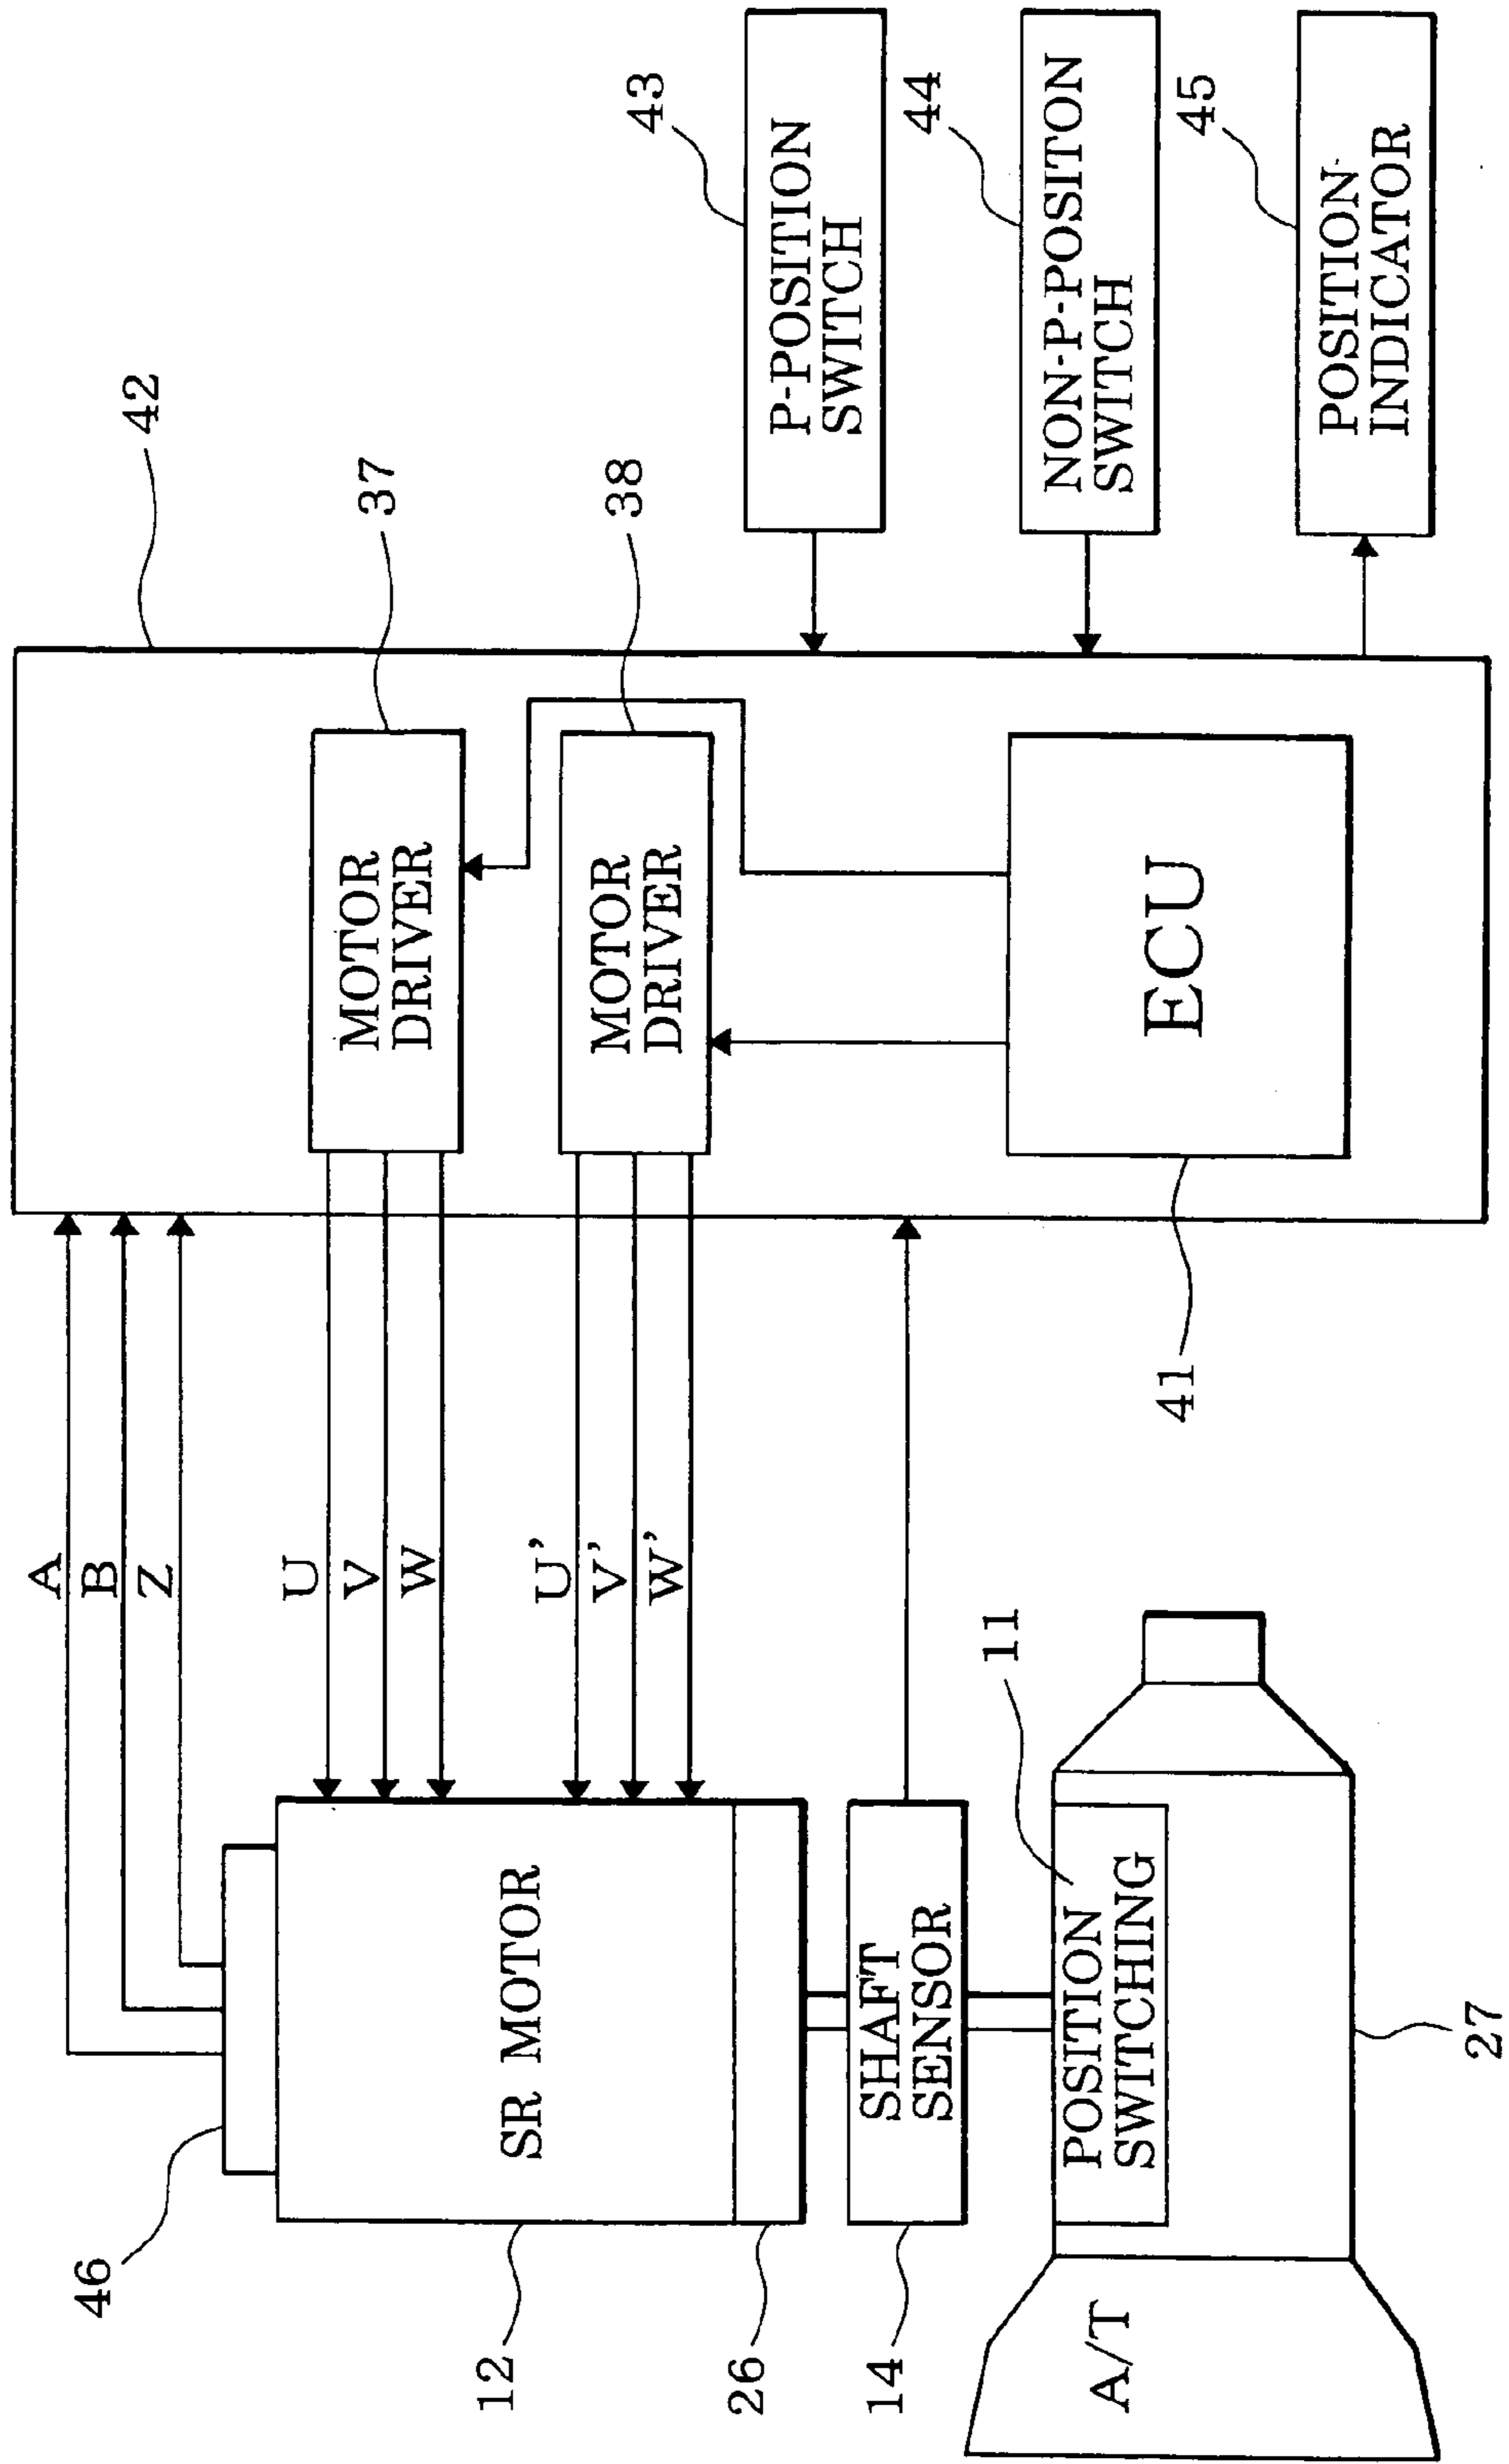 46
A
B
Z
42
SR MOTOR
12
26
U
V
W
U'
V'
W'
MOTOR
DRIVER
37
MOTOR
DRIVER
38
P-POSITION
SWITCH
43
NON-P-POSITON
SWITCH
44
POSITION
INDICATOR
45
SHAFT
SENSOR
14
ECU
41
A/T
POSITION
SWITCHING
11
27